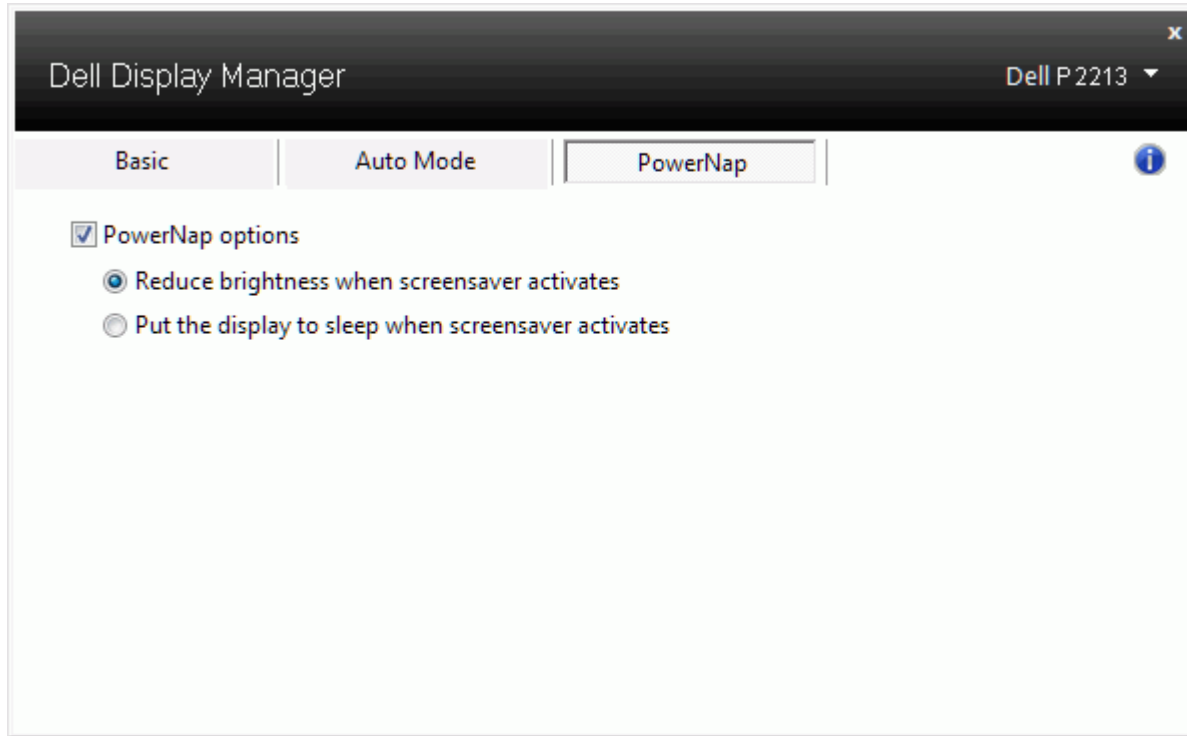 x
Dell Display Manager
Dell P2213
Basic
Auto Mode
PowerNap
i
PowerNap options
Reduce brightness when screensaver activates
Put the display to sleep when screensaver activates